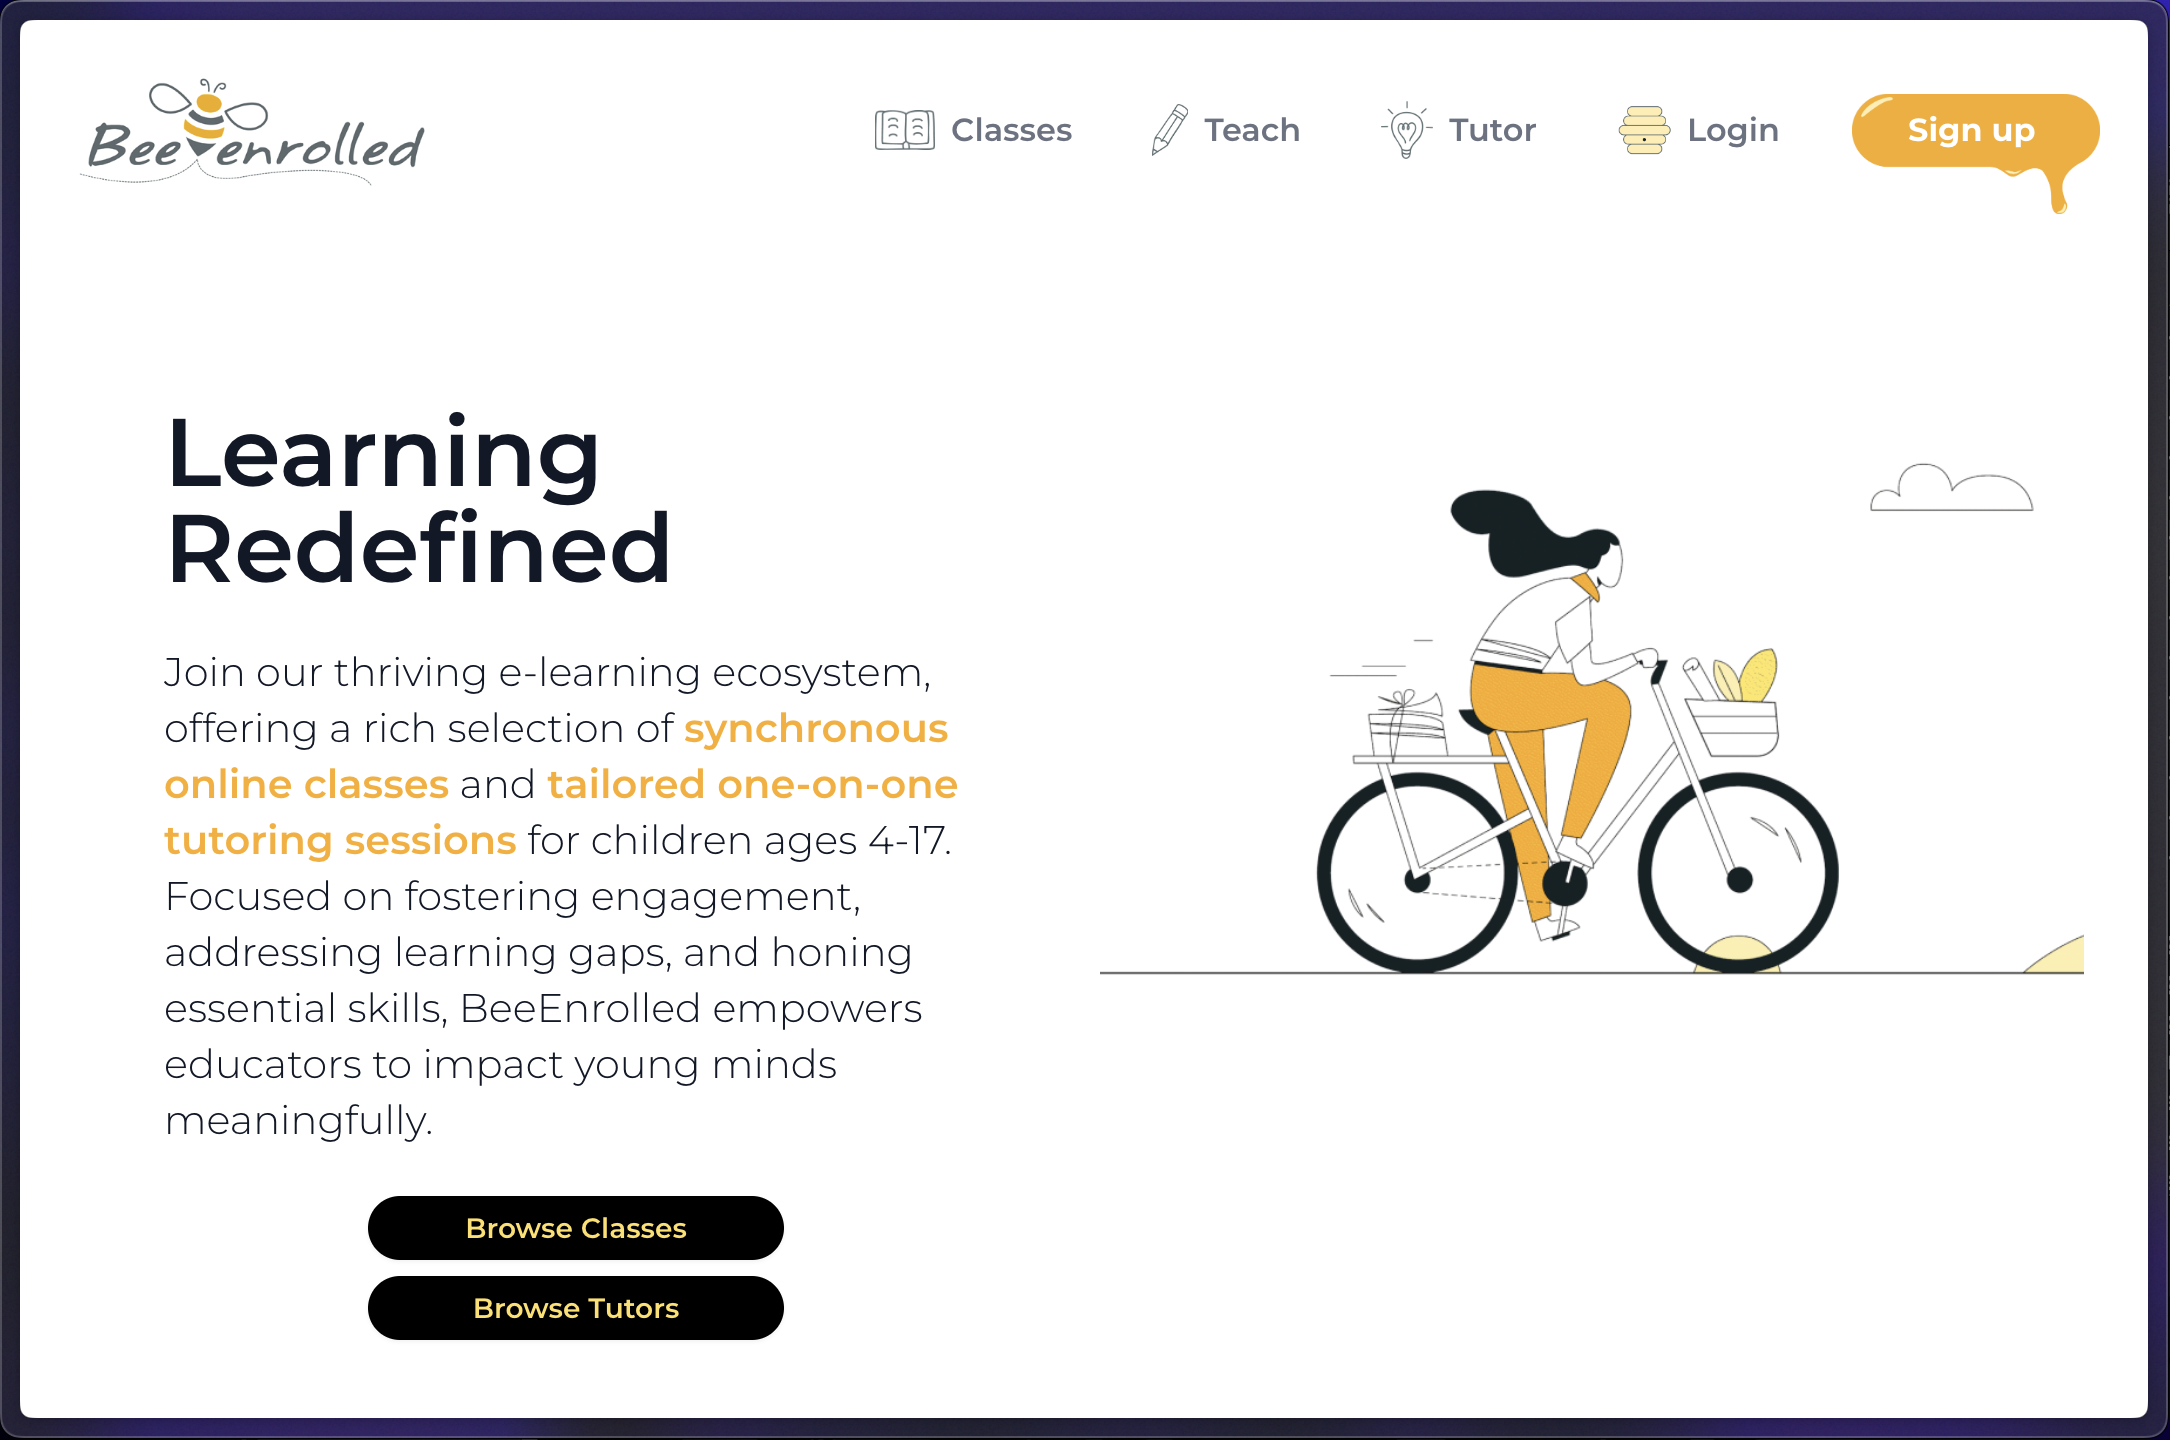 Bee enrolled
Classes
Teach
Tutor
Login
Sign up
Learning
Redefined
Join our thriving e-learning ecosystem,
offering a rich selection of synchronous
online classes and tailored one-on-one
tutoring sessions for children ages 4-17.
Focused on fostering engagement,
addressing learning gaps, and honing
essential skills, BeeEnrolled empowers
educators to impact young minds
meaningfully.
Browse Classes
Browse Tutors